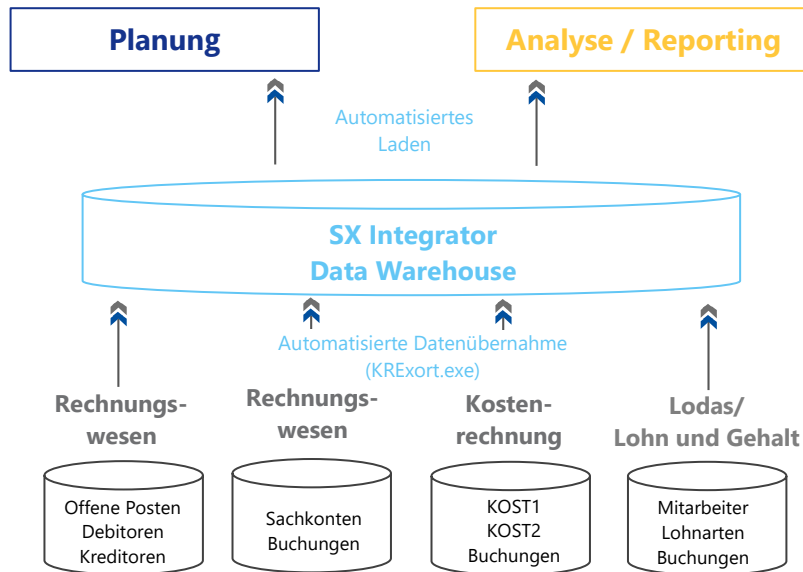 Planung
Analyse / Reporting
Automatisiertes
Laden
SX Integrator
Data Warehouse
Automatisierte Datenübernahme
(KRExort.exe)
Rechnungs-
wesen
Rechnungs-
wesen
Kosten-
rechnung
Lodas/
Lohn und Gehalt
Offene Posten
Debitoren
Kreditoren
Sachkonten
Buchungen
KOST1
KOST2
Buchungen
Mitarbeiter
Lohnarten
Buchungen